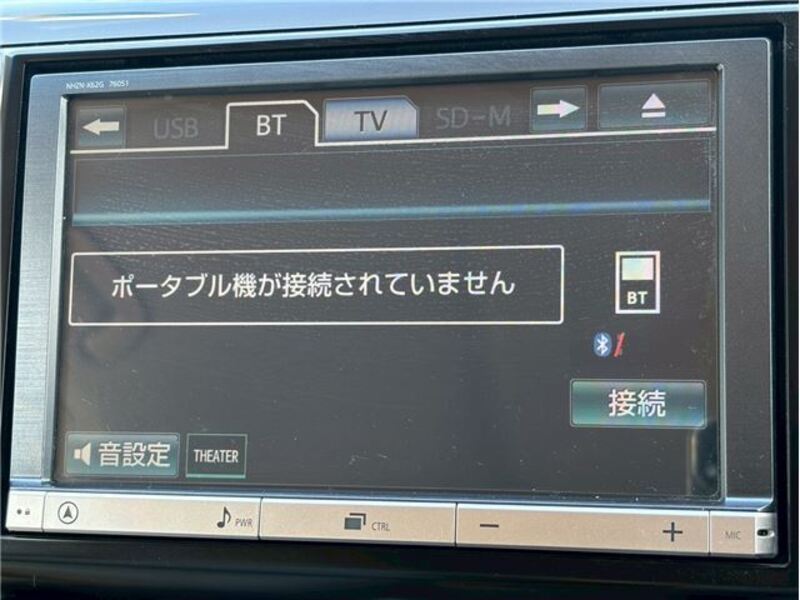 NHZN-X62G 76051
USB
BT
TV
SD-M
ポータブル機が接続されていません
BT
接続
音設定
THEATER
PWR
CTRL
MIC